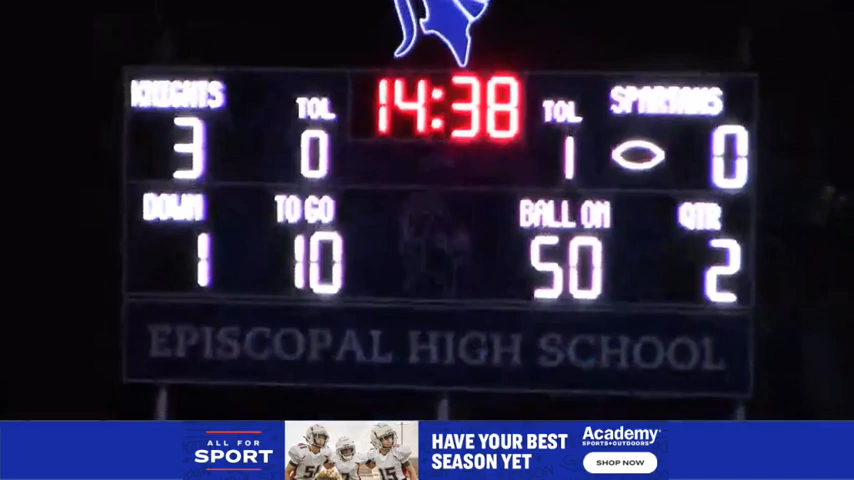 KNIGHTS TOL 14:38 TOL SPARTANS
3 0 1 0
DOWN TO GO BALL ON QTR
1 10 50 2
EPISCOPAL HIGH SCHOOL
ALL FOR
SPORT
HAVE YOUR BEST
SEASON YET
Academy
SPORTS+OUTDOORS
SHOP NOW